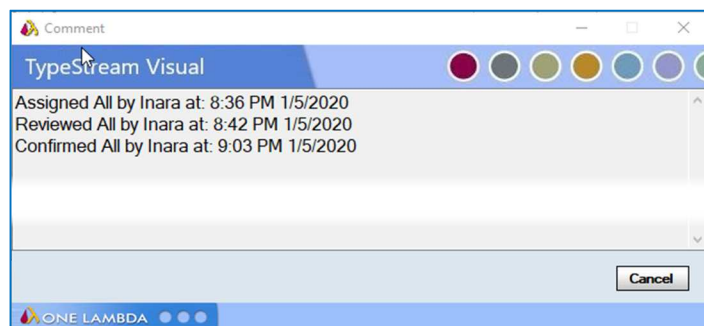 Comment
TypeStream Visual
Assigned All by Inara at: 8:36 PM 1/5/2020
Reviewed All by Inara at: 8:42 PM 1/5/2020
Confirmed All by Inara at: 9:03 PM 1/5/2020
Cancel
ONE LAMBDA